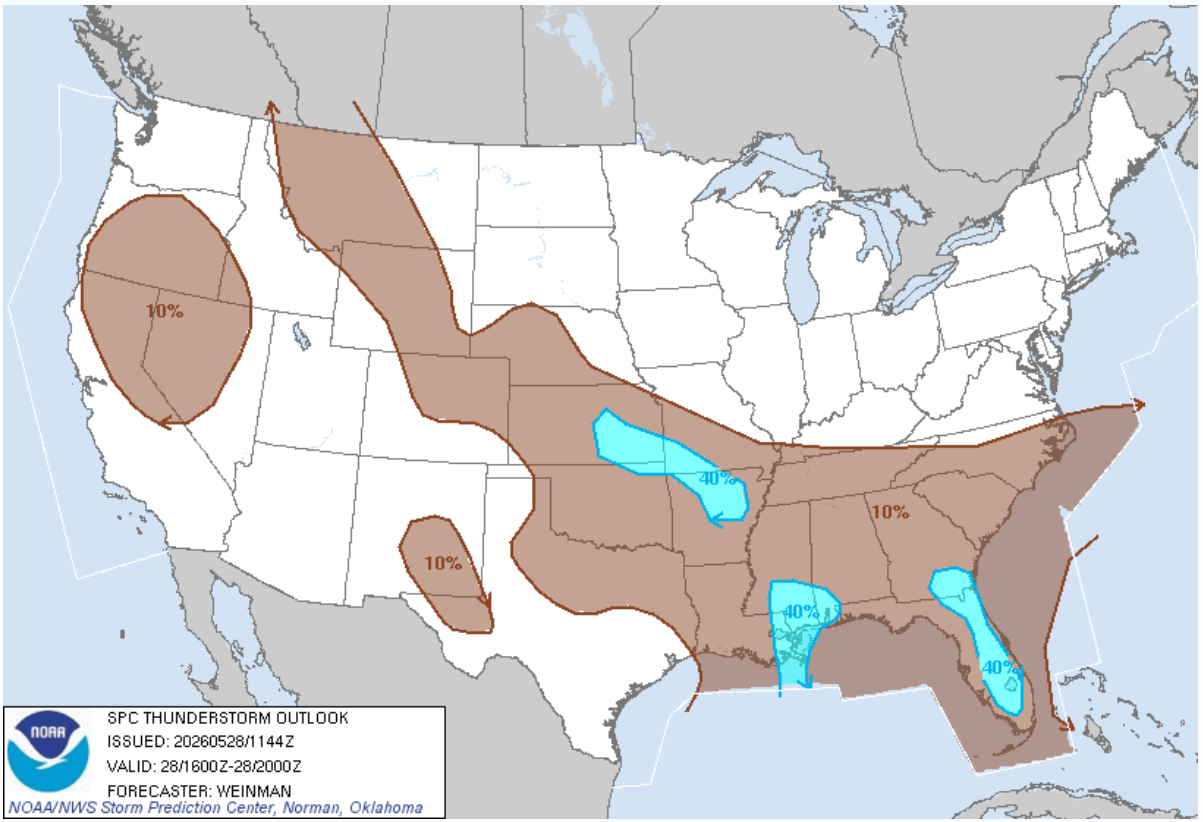 10%
40%
10%
10%
40%
40%
NOAA
SPC THUNDERSTORM OUTLOOK
ISSUED: 20260528/1144Z
VALID: 28/1600Z-28/2000Z
FORECASTER: WEINMAN
NOAA/NWS Storm Prediction Center, Norman, Oklahoma